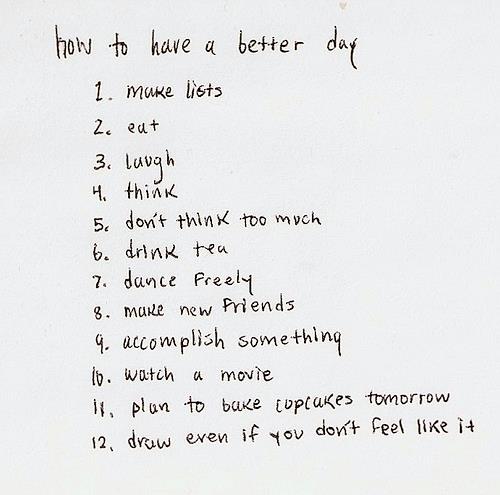 how to have a better day
1. make lists
2. eat
3. laugh
4. think
5. don't think too much
6. drink tea
7. dance freely
8. make new friends
9. accomplish something
10. watch a movie
11. plan to bake cupcakes tomorrow
12. draw even if you don't feel like it